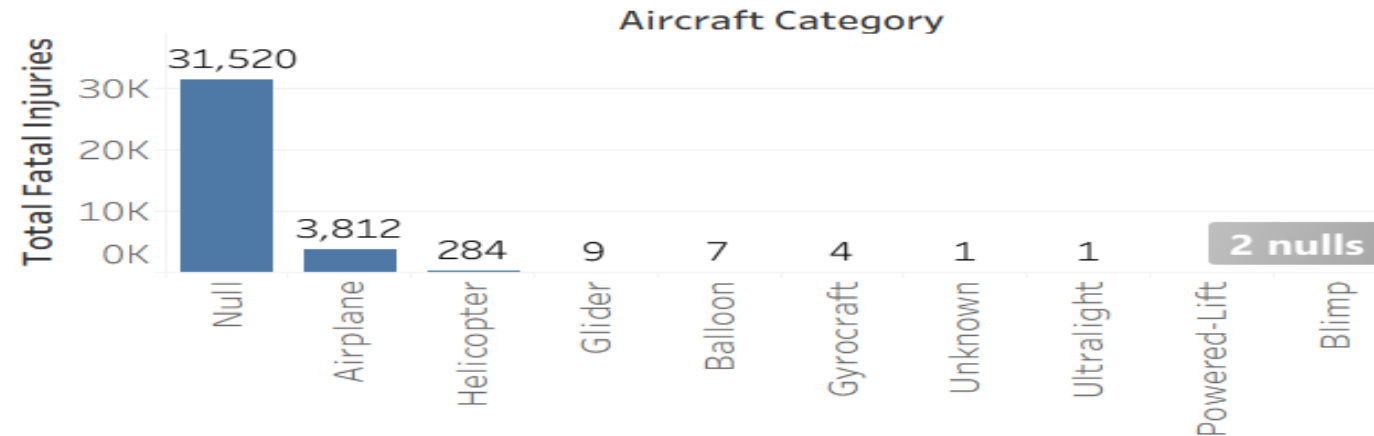 Aircraft Category
Total Fatal Injuries
30K
20K
10K
0K
31,520
3,812
284
9
7
4
1
1
2 nulls
Null
Airplane
Helicopter
Glider
Balloon
Gyrocraft
Unknown
Ultralight
Powered-Lift
Blimp